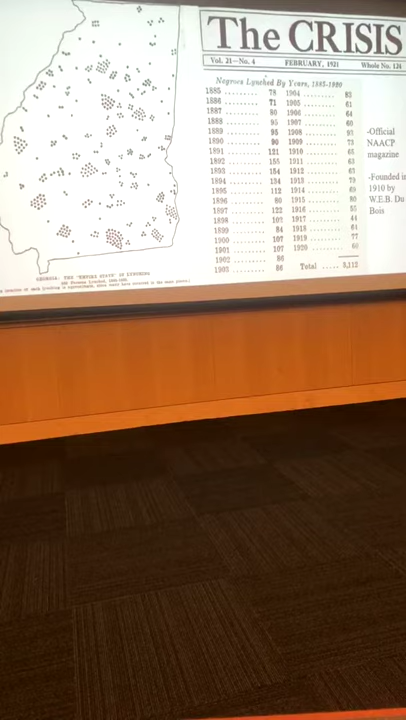 The CRISIS
Vol. 21—No. 4 FEBRUARY, 1921 Whole No. 124
Negroes Lynched By Years, 1885-1920
1885 ......... 78 1904 ......... 83
1886 ......... 71 1905 ......... 61
1887 ......... 80 1906 ......... 64
1888 ......... 95 1907 ......... 60
1889 ......... 95 1908 ......... 93
1890 ......... 90 1909 ......... 73
1891 ......... 121 1910 ......... 65
1892 ......... 155 1911 ......... 63
1893 ......... 154 1912 ......... 63
1894 ......... 134 1913 ......... 79
1895 ......... 112 1914 ......... 69
1896 ......... 80 1915 ......... 80
1897 ......... 122 1916 ......... 55
1898 ......... 102 1917 ......... 44
1899 ......... 84 1918 ......... 64
1900 ......... 107 1919 ......... 77
1901 ......... 107 1920 .........
1902 ......... 86
1903 ......... 86 Total ..... 3,112
-Official
NAACP
magazine
-Founded in
1910 by
W.E.B. Du
Bois
GEORGIA: THE "EMPIRE STATE" OF LYNCHING